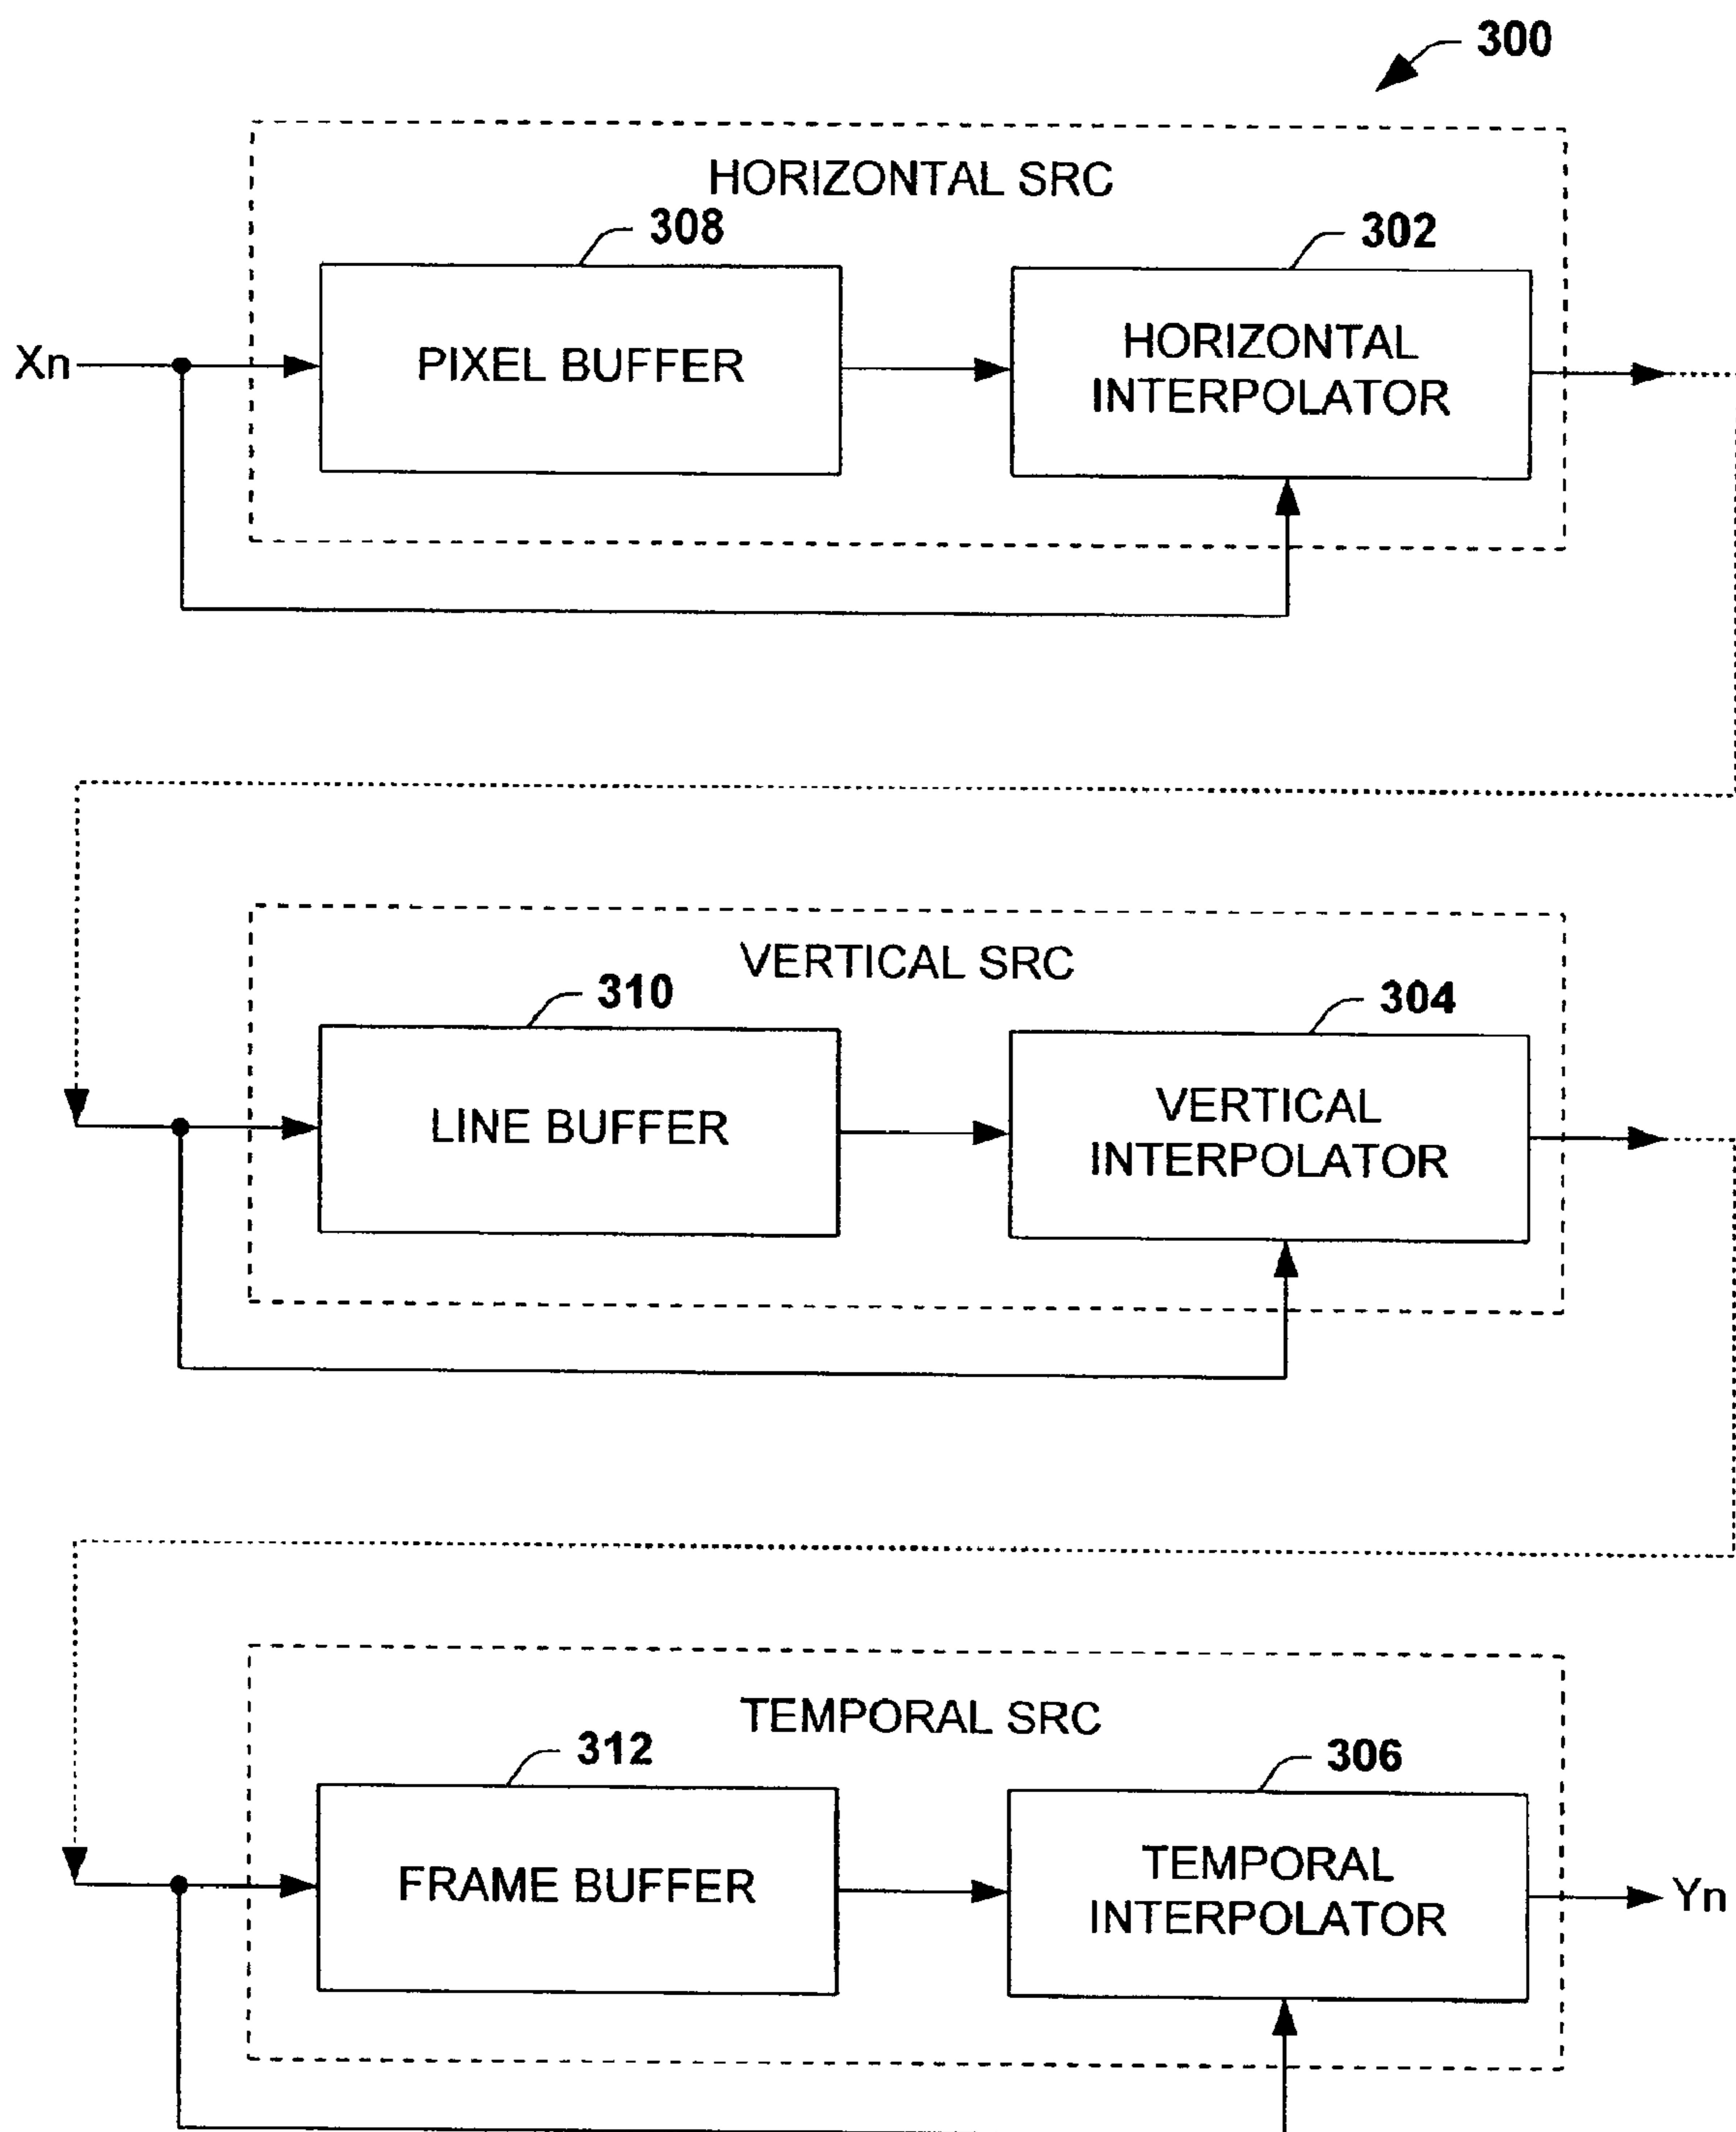 300
HORIZONTAL SRC
308
302
Xn
PIXEL BUFFER
HORIZONTAL
INTERPOLATOR
VERTICAL SRC
310
304
LINE BUFFER
VERTICAL
INTERPOLATOR
TEMPORAL SRC
312
306
FRAME BUFFER
TEMPORAL
INTERPOLATOR
Yn